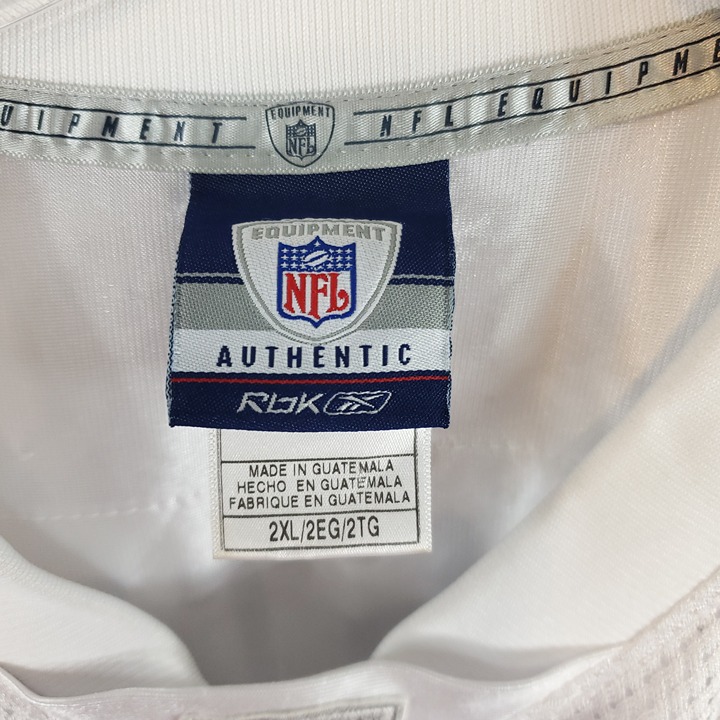 UIPMENT EQUIPMENT NFL NFL EQUIPME
EQUIPMENT
NFL
AUTHENTIC
RbK
MADE IN GUATEMALA
HECHO EN GUATEMALA
FABRIQUE EN GUATEMALA
2XL/2EG/2TG